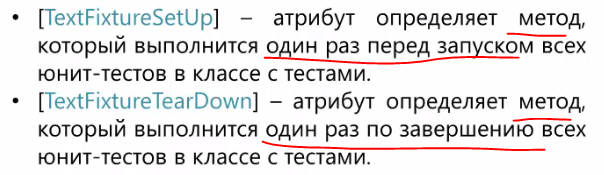 • [TextFixtureSetUp] – атрибут определяет метод,
который выполнится один раз перед запуском всех
юнит-тестов в классе с тестами.
• [TextFixtureTearDown] – атрибут определяет метод,
который выполнится один раз по завершению всех
юнит-тестов в классе с тестами.